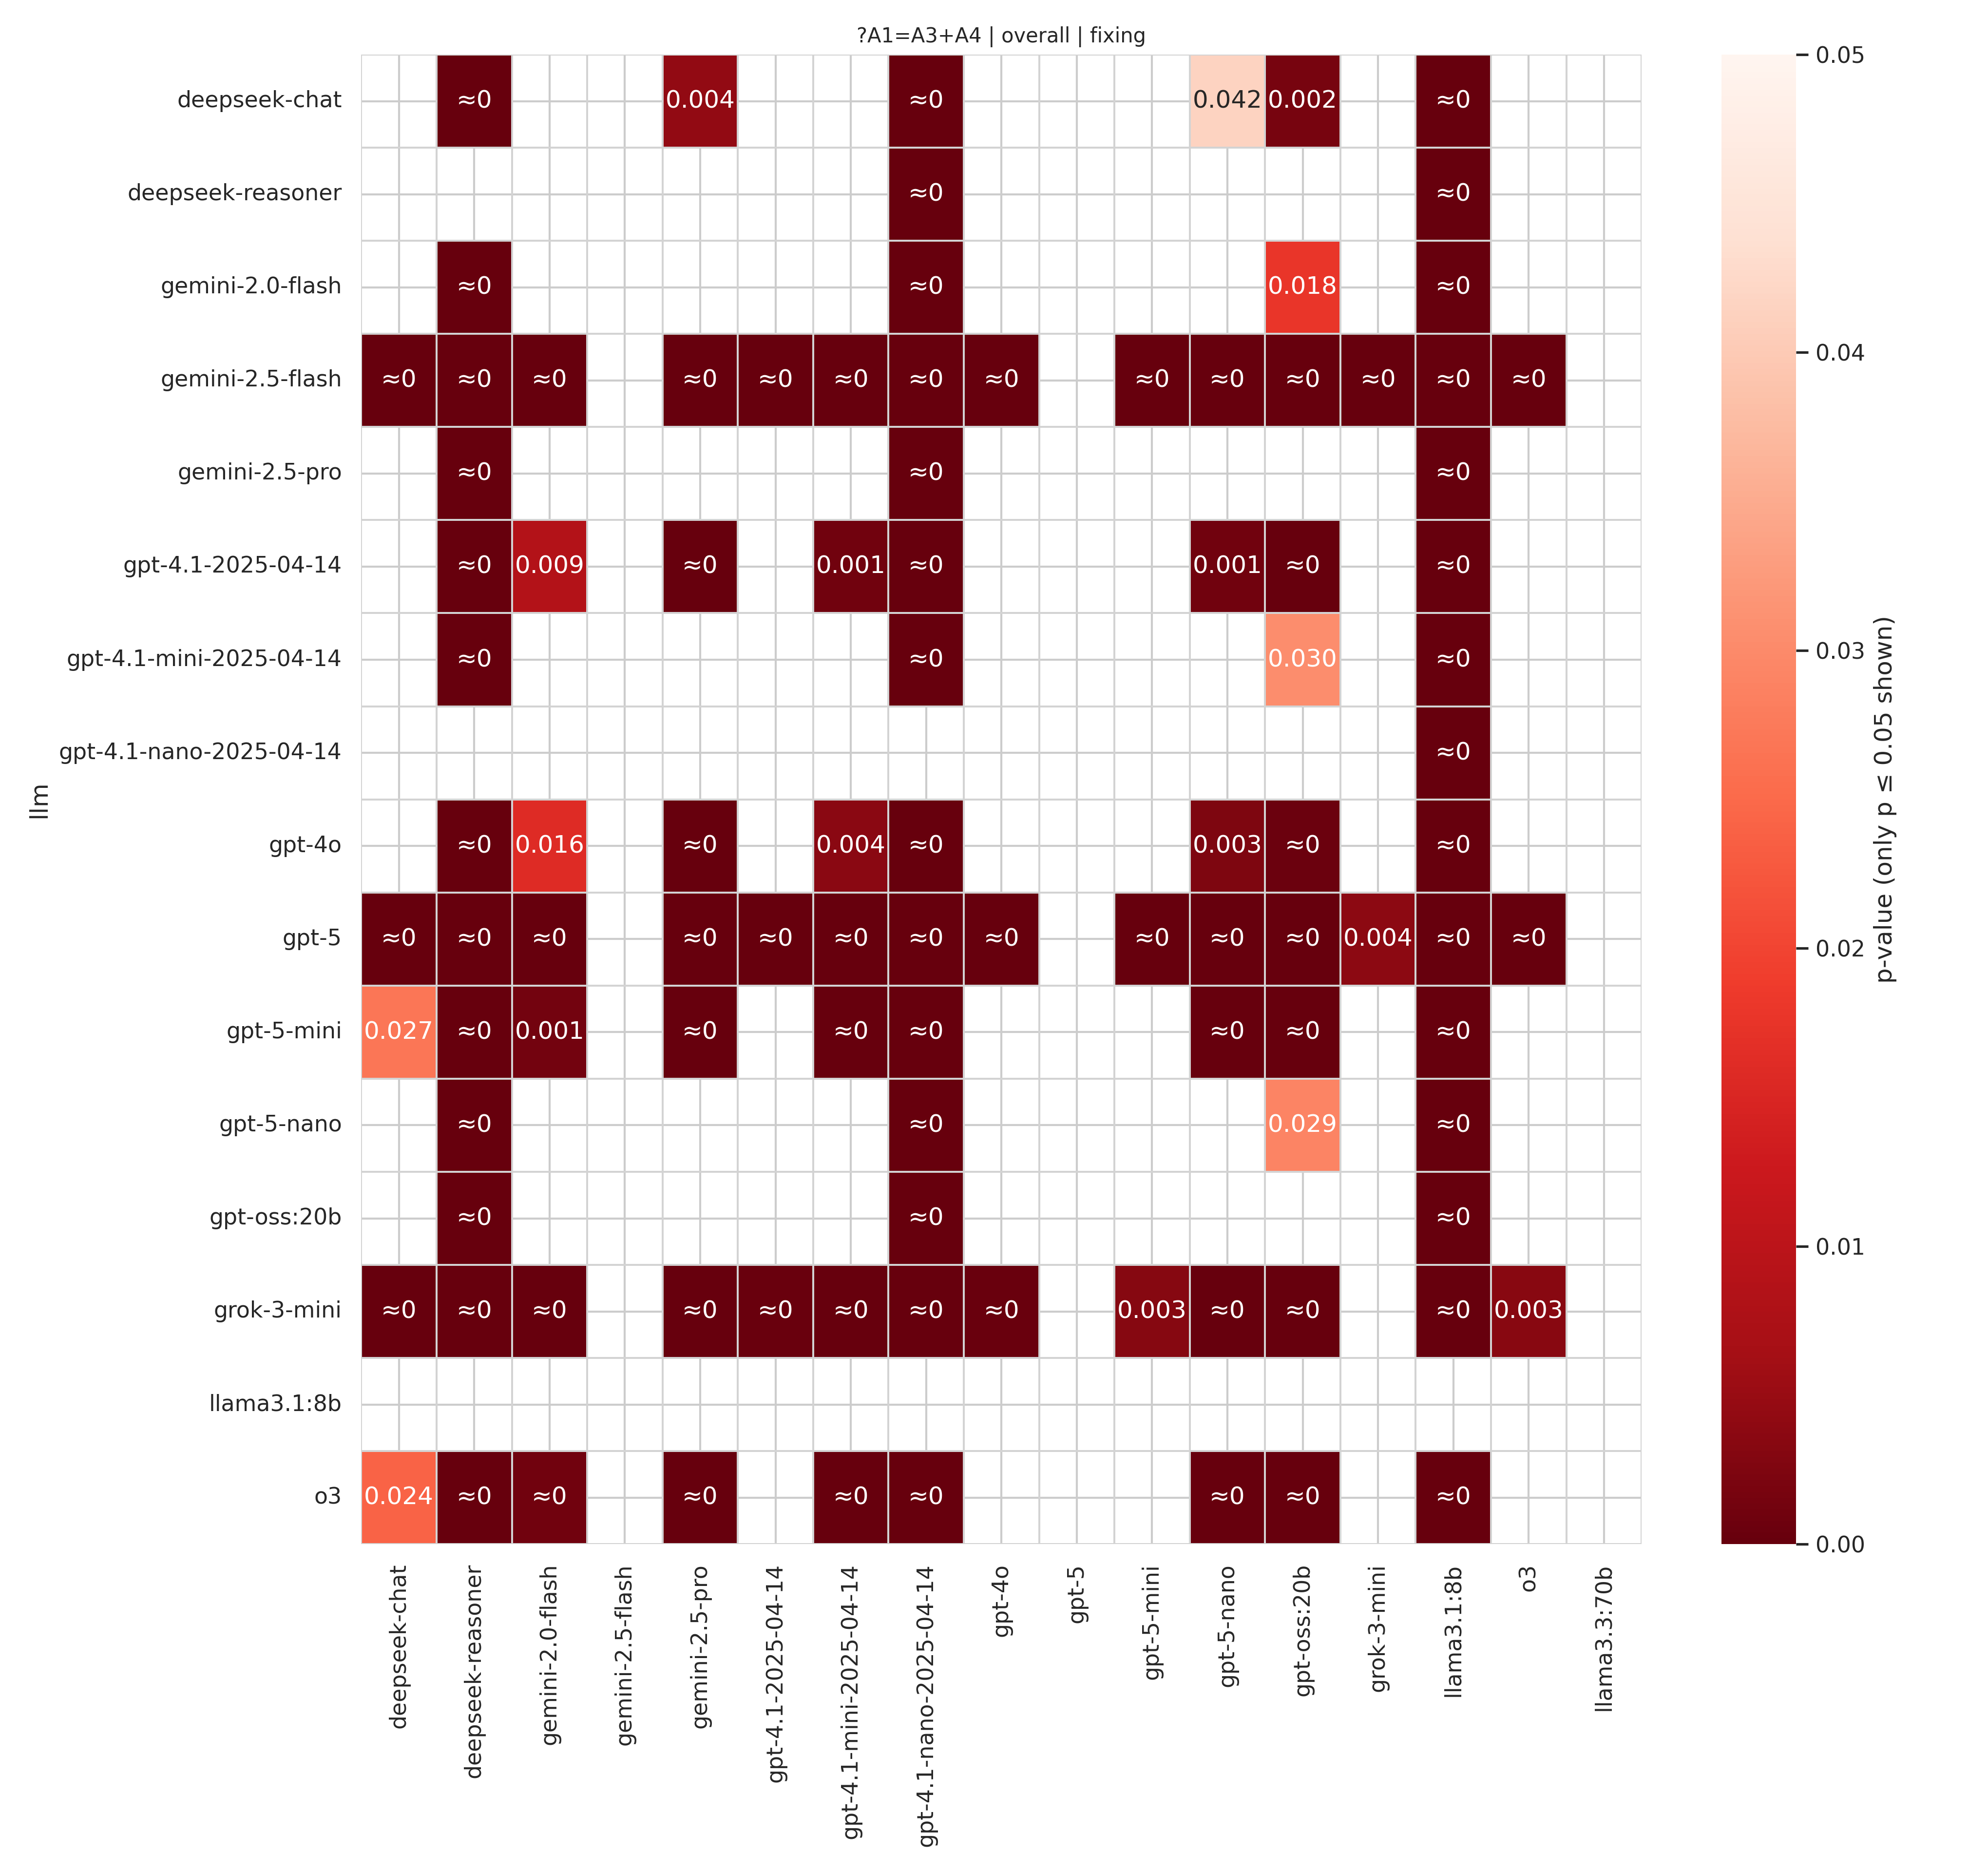 ?A1=A3+A4 | overall | fixing
deepseek-chat ≈0 0.004 ≈0 0.042 0.002 ≈0
deepseek-reasoner ≈0 ≈0
gemini-2.0-flash ≈0 ≈0 0.018 ≈0
gemini-2.5-flash ≈0 ≈0 ≈0 ≈0 ≈0 ≈0 ≈0 ≈0 ≈0 ≈0 ≈0 ≈0 ≈0 ≈0
gemini-2.5-pro ≈0 ≈0 ≈0
gpt-4.1-2025-04-14 ≈0 0.009 ≈0 0.001 ≈0 0.001 ≈0 ≈0
gpt-4.1-mini-2025-04-14 ≈0 ≈0 0.030 ≈0
gpt-4.1-nano-2025-04-14 ≈0
gpt-4o ≈0 0.016 ≈0 0.004 ≈0 0.003 ≈0 ≈0
gpt-5 ≈0 ≈0 ≈0 ≈0 ≈0 ≈0 ≈0 ≈0 ≈0 ≈0 ≈0 0.004 ≈0 ≈0
gpt-5-mini 0.027 ≈0 0.001 ≈0 ≈0 ≈0 ≈0 ≈0 ≈0
gpt-5-nano ≈0 ≈0 0.029 ≈0
gpt-oss:20b ≈0 ≈0 ≈0
grok-3-mini ≈0 ≈0 ≈0 ≈0 ≈0 ≈0 ≈0 ≈0 0.003 ≈0 ≈0 ≈0 0.003
llama3.1:8b
o3 0.024 ≈0 ≈0 ≈0 ≈0 ≈0 ≈0 ≈0 ≈0
llm
deepseek-chat
deepseek-reasoner
gemini-2.0-flash
gemini-2.5-flash
gemini-2.5-pro
gpt-4.1-2025-04-14
gpt-4.1-mini-2025-04-14
gpt-4.1-nano-2025-04-14
gpt-4o
gpt-5
gpt-5-mini
gpt-5-nano
gpt-oss:20b
grok-3-mini
llama3.1:8b
o3
llama3.3:70b
0.05
0.04
0.03
0.02
0.01
0.00
p-value (only p ≤ 0.05 shown)